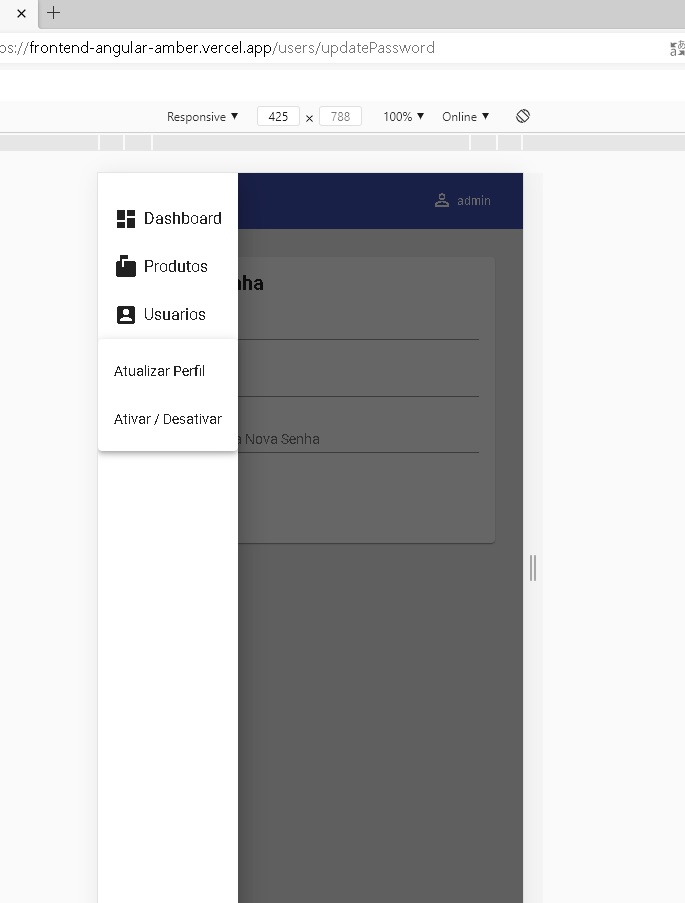 ps://frontend-angular-amber.vercel.app/users/updatePassword
Responsive ▼ 425 × 788 100% ▼ Online ▼
admin
Dashboard
Produtos
Usuarios
Atualizar Perfil
Ativar / Desativar
nha
a Nova Senha